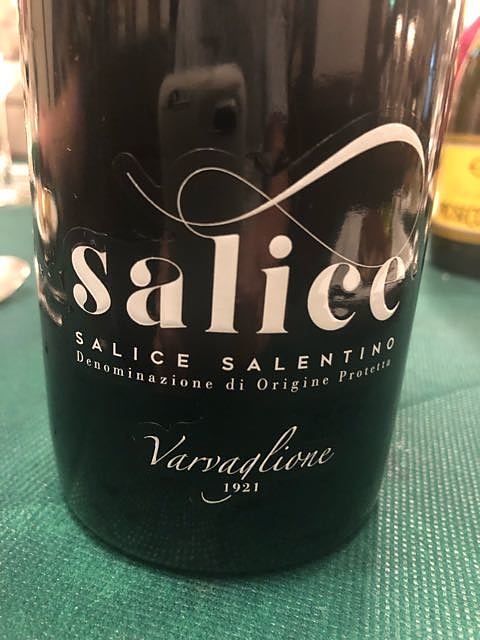 salice
SALICE SALENTINO
Denominazione di Origine Protetta
Varvaglione
1921